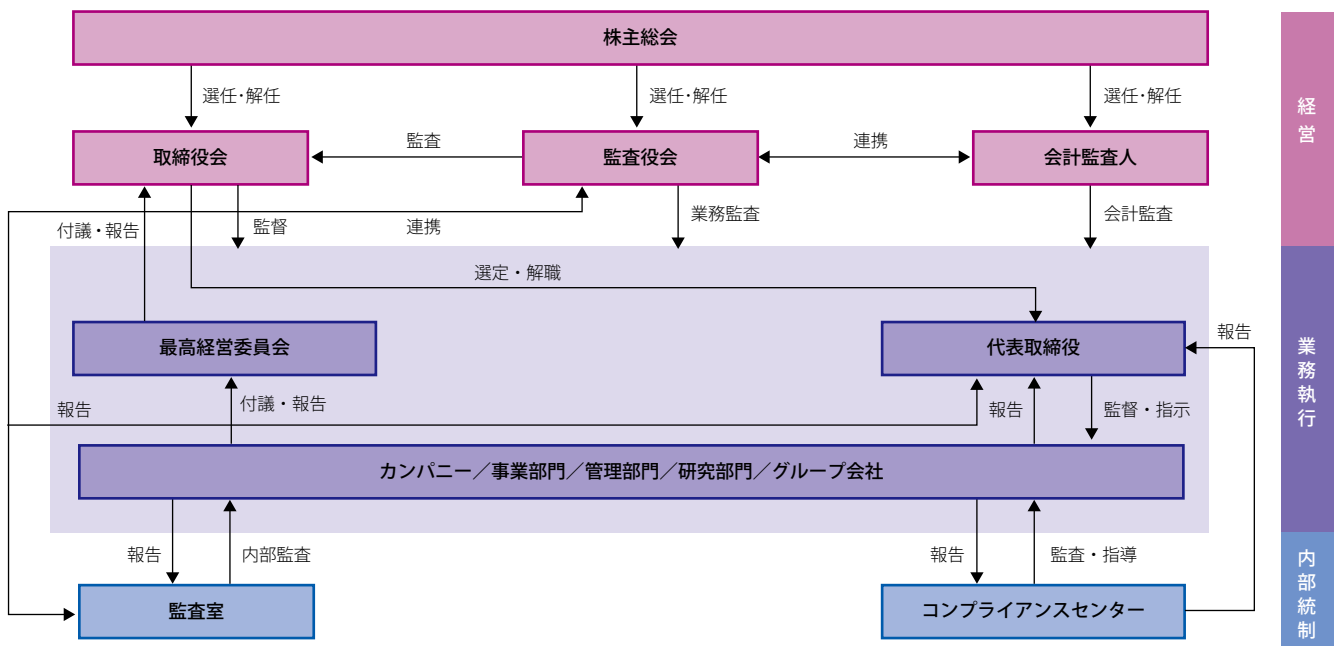 株主総会
選任・解任
選任・解任
選任・解任
経営
取締役会
監査
監査役会
連携
会計監査人
付議・報告
監督
連携
業務監査
会計監査
選定・解職
最高経営委員会
代表取締役
報告
業務執行
報告
付議・報告
報告
監督・指示
カンパニー／事業部門／管理部門／研究部門／グループ会社
報告
内部監査
報告
監査・指導
監査室
コンプライアンスセンター
内部統制